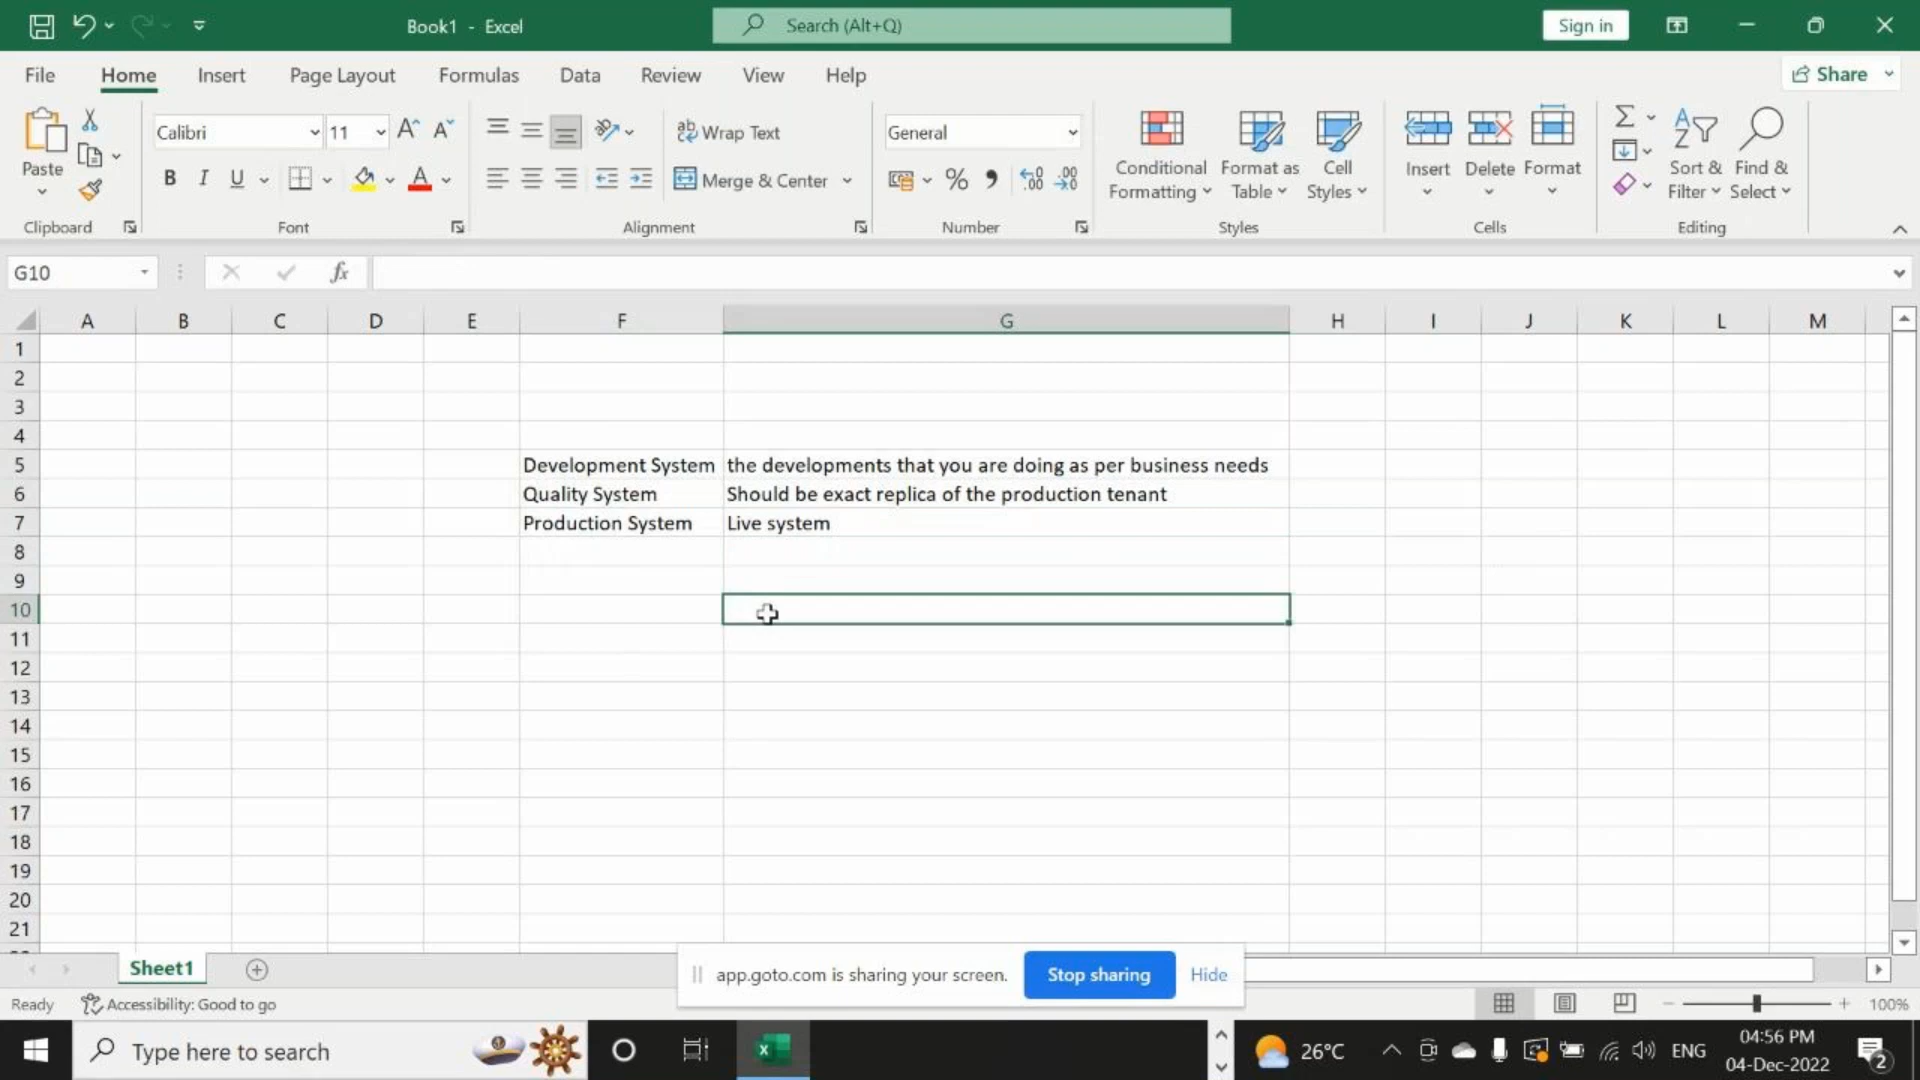 Book1 - Excel
Search (Alt+Q)
Sign in
File Home Insert Page Layout Formulas Data Review View Help
Share
Paste
Calibri 11
Wrap Text
Merge & Center
General
Conditional Formatting
Format as Table
Cell Styles
Insert Delete Format
Sort & Filter
Find & Select
Clipboard Font Alignment Number Styles Cells Editing
G10
fx
A B C D E F G H I J K L M
1
2
3
4
5 Development System the developments that you are doing as per business needs
6 Quality System Should be exact replica of the production tenant
7 Production System Live system
8
9
10
11
12
13
14
15
16
17
18
19
20
21
Sheet1
app.goto.com is sharing your screen. Stop sharing Hide
Ready Accessibility: Good to go 100%
Type here to search
26°C
ENG
04:56 PM
04-Dec-2022
2